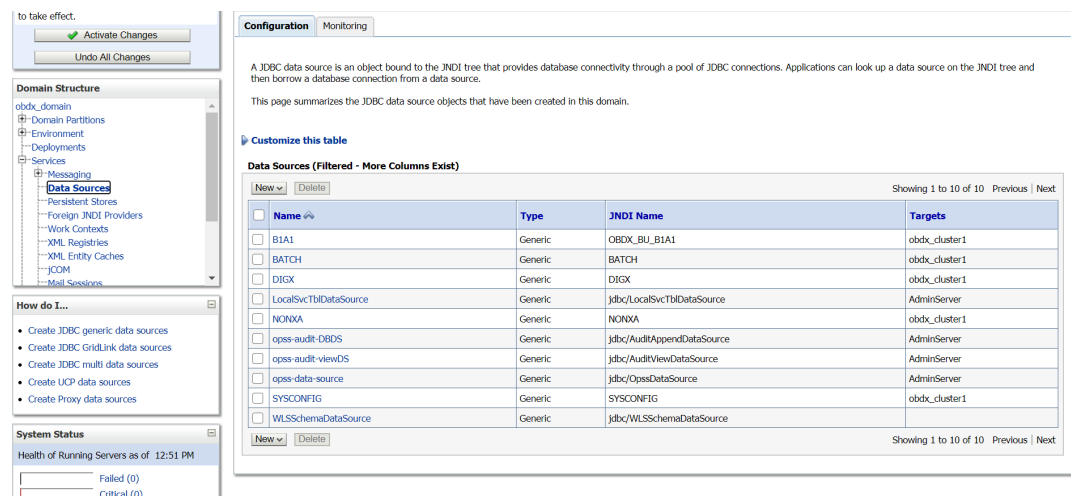 to take effect.
Activate Changes
Undo All Changes
Domain Structure
obdx_domain
Domain Partitions
Environment
Deployments
Services
Messaging
Data Sources
Persistent Stores
Foreign JNDI Providers
Work Contexts
XML Registries
XML Entity Caches
jCOM
Mail Sessions
How do I...
Create JDBC generic data sources
Create JDBC GridLink data sources
Create JDBC multi data sources
Create UCP data sources
Create Proxy data sources
System Status
Health of Running Servers as of 12:51 PM
Failed (0)
Critical (0)
Configuration Monitoring
A JDBC data source is an object bound to the JNDI tree that provides database connectivity through a pool of JDBC connections. Applications can look up a data source on the JNDI tree and
then borrow a database connection from a data source.
This page summarizes the JDBC data source objects that have been created in this domain.
Customize this table
Data Sources (Filtered - More Columns Exist)
New Delete Showing 1 to 10 of 10 Previous | Next
Name Type JNDI Name Targets
B1A1 Generic OBDX_BU_B1A1 obdx_cluster1
BATCH Generic BATCH obdx_cluster1
DIGX Generic DIGX obdx_cluster1
LocalSvcTblDataSource Generic jdbc/LocalSvcTblDataSource AdminServer
NONXA Generic NONXA obdx_cluster1
opss-audit-DBDS Generic jdbc/AuditAppendDataSource AdminServer
opss-audit-viewDS Generic jdbc/AuditViewDataSource AdminServer
opss-data-source Generic jdbc/OpssDataSource AdminServer
SYSCONFIG Generic SYSCONFIG obdx_cluster1
WLSSchemaDataSource Generic jdbc/WLSSchemaDataSource
New Delete Showing 1 to 10 of 10 Previous | Next